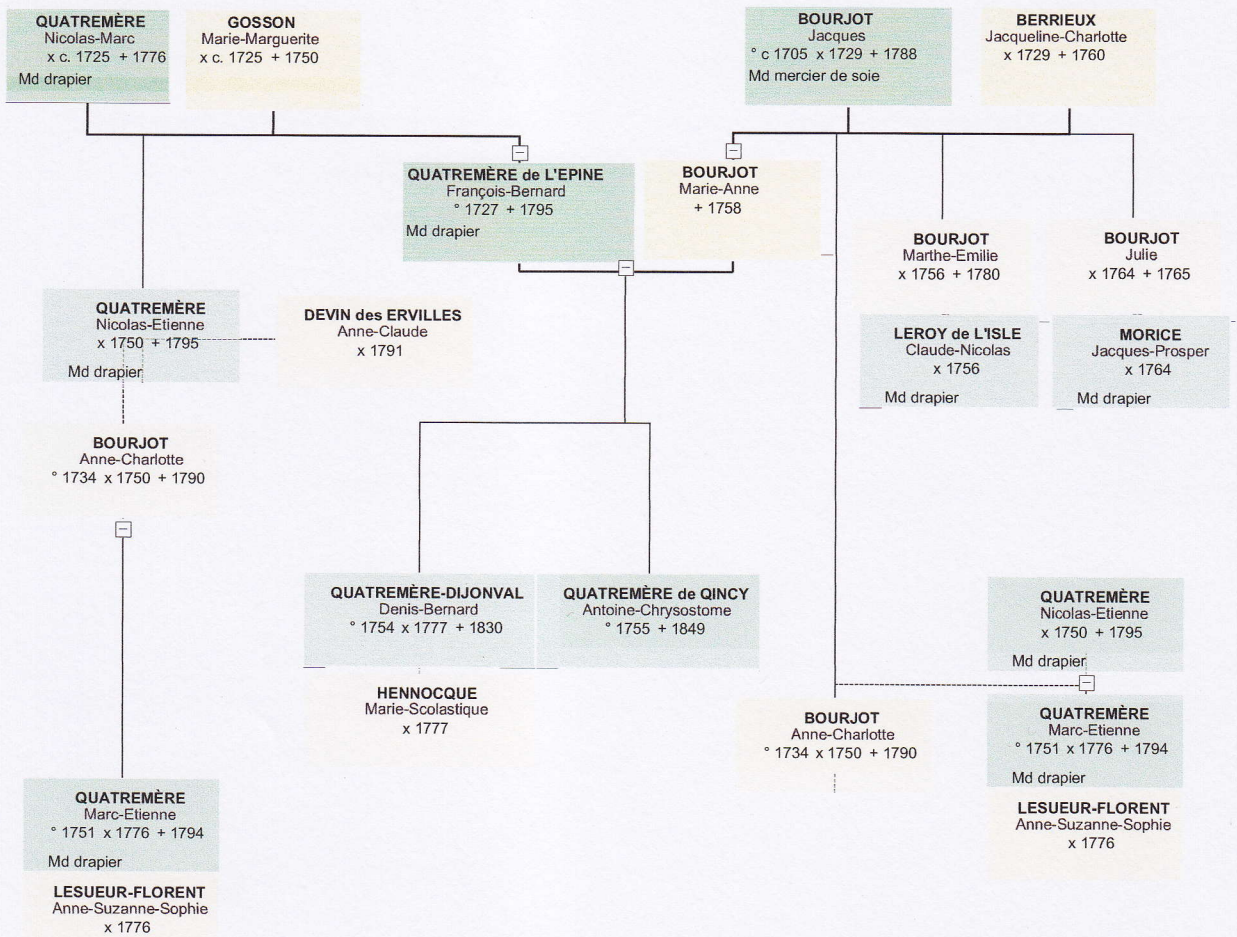 QUATREMÈRE
Nicolas-Marc
x c. 1725 + 1776
Md drapier
GOSSON
Marie-Marguerite
x c. 1725 + 1750
BOURJOT
Jacques
° c 1705 x 1729 + 1788
Md mercier de soie
BERRIEUX
Jacqueline-Charlotte
x 1729 + 1760
QUATREMÈRE de L'EPINE
François-Bernard
° 1727 + 1795
Md drapier
BOURJOT
Marie-Anne
+ 1758
BOURJOT
Marthe-Emilie
x 1756 + 1780
BOURJOT
Julie
x 1764 + 1765
QUATREMÈRE
Nicolas-Etienne
x 1750 + 1795
Md drapier
DEVIN des ERVILLES
Anne-Claude
x 1791
LEROY de L'ISLE
Claude-Nicolas
x 1756
Md drapier
MORICE
Jacques-Prosper
x 1764
Md drapier
BOURJOT
Anne-Charlotte
° 1734 x 1750 + 1790
QUATREMÈRE-DIJONVAL
Denis-Bernard
° 1754 x 1777 + 1830
QUATREMÈRE de QINCY
Antoine-Chrysostome
° 1755 + 1849
QUATREMÈRE
Nicolas-Etienne
x 1750 + 1795
Md drapier
HENNOCQUE
Marie-Scolastique
x 1777
BOURJOT
Anne-Charlotte
° 1734 x 1750 + 1790
QUATREMÈRE
Marc-Etienne
° 1751 x 1776 + 1794
Md drapier
QUATREMÈRE
Marc-Etienne
° 1751 x 1776 + 1794
Md drapier
LESUEUR-FLORENT
Anne-Suzanne-Sophie
x 1776
LESUEUR-FLORENT
Anne-Suzanne-Sophie
x 1776